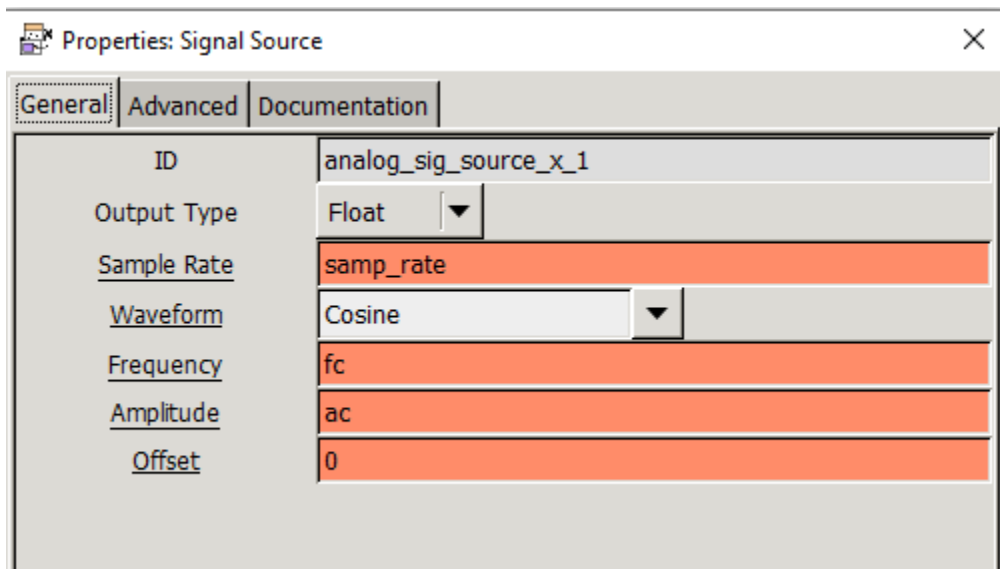 Properties: Signal Source
General Advanced Documentation
ID analog_sig_source_x_1
Output Type Float
Sample Rate samp_rate
Waveform Cosine
Frequency fc
Amplitude ac
Offset 0